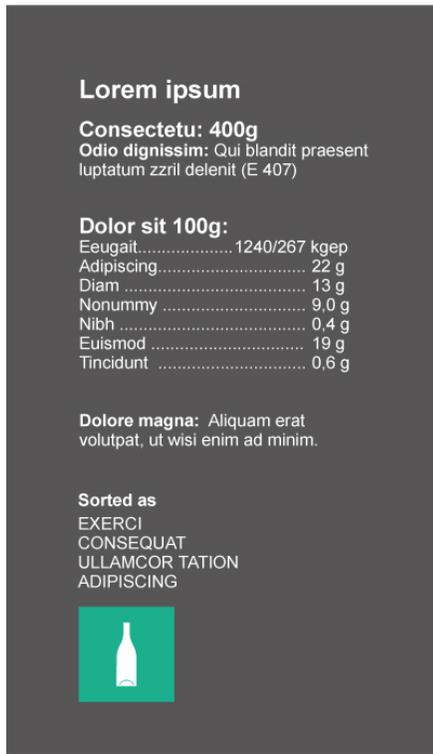 Lorem ipsum
Consectetu: 400g
Odio dignissim: Qui blandit praesent
luptatum zzril delenit (E 407)
Dolor sit 100g:
Eeugait....................1240/267 kgep
Adipiscing............................... 22 g
Diam ...................................... 13 g
Nonummy .............................. 9,0 g
Nibh ....................................... 0,4 g
Euismod ................................ 19 g
Tincidunt ............................... 0,6 g
Dolore magna: Aliquam erat
volutpat, ut wisi enim ad minim.
Sorted as
EXERCI
CONSEQUAT
ULLAMCOR TATION
ADIPISCING